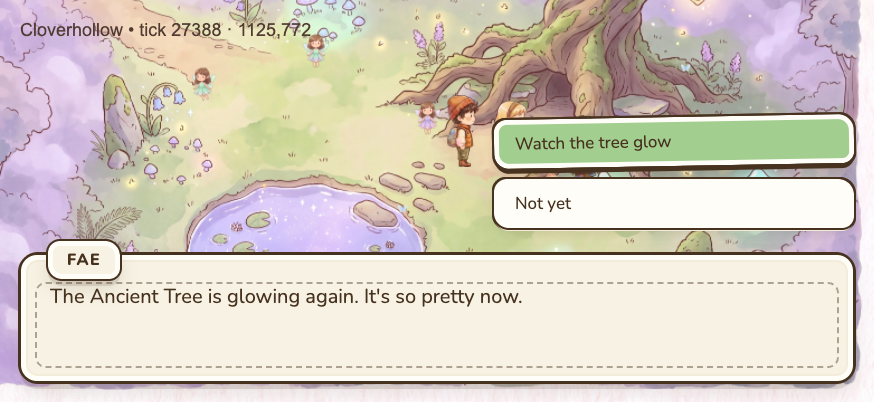 Cloverhollow • tick 27388 · 1125,772
Watch the tree glow
Not yet
FAE
The Ancient Tree is glowing again. It's so pretty now.